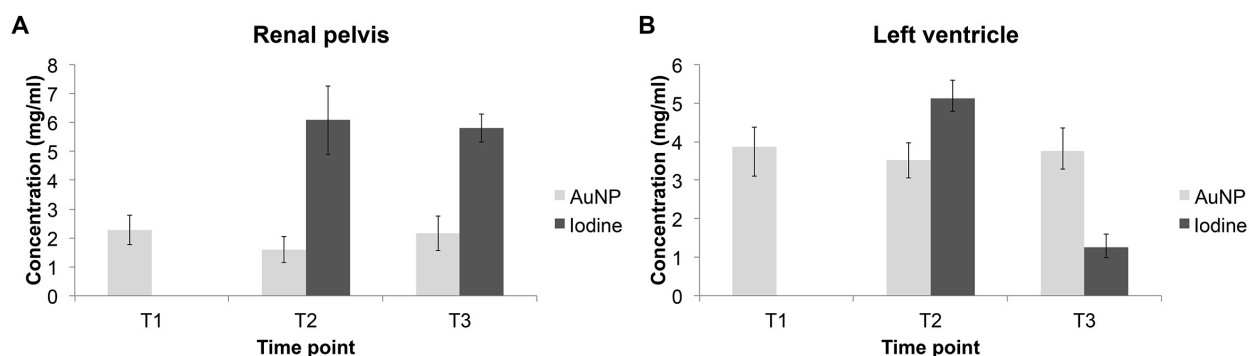 A
Renal pelvis
Concentration (mg/ml)
8
7
6
5
4
3
2
1
0
T1 T2 T3
Time point
AuNP
Iodine
B
Left ventricle
Concentration (mg/ml)
6
5
4
3
2
1
0
T1 T2 T3
Time point
AuNP
Iodine